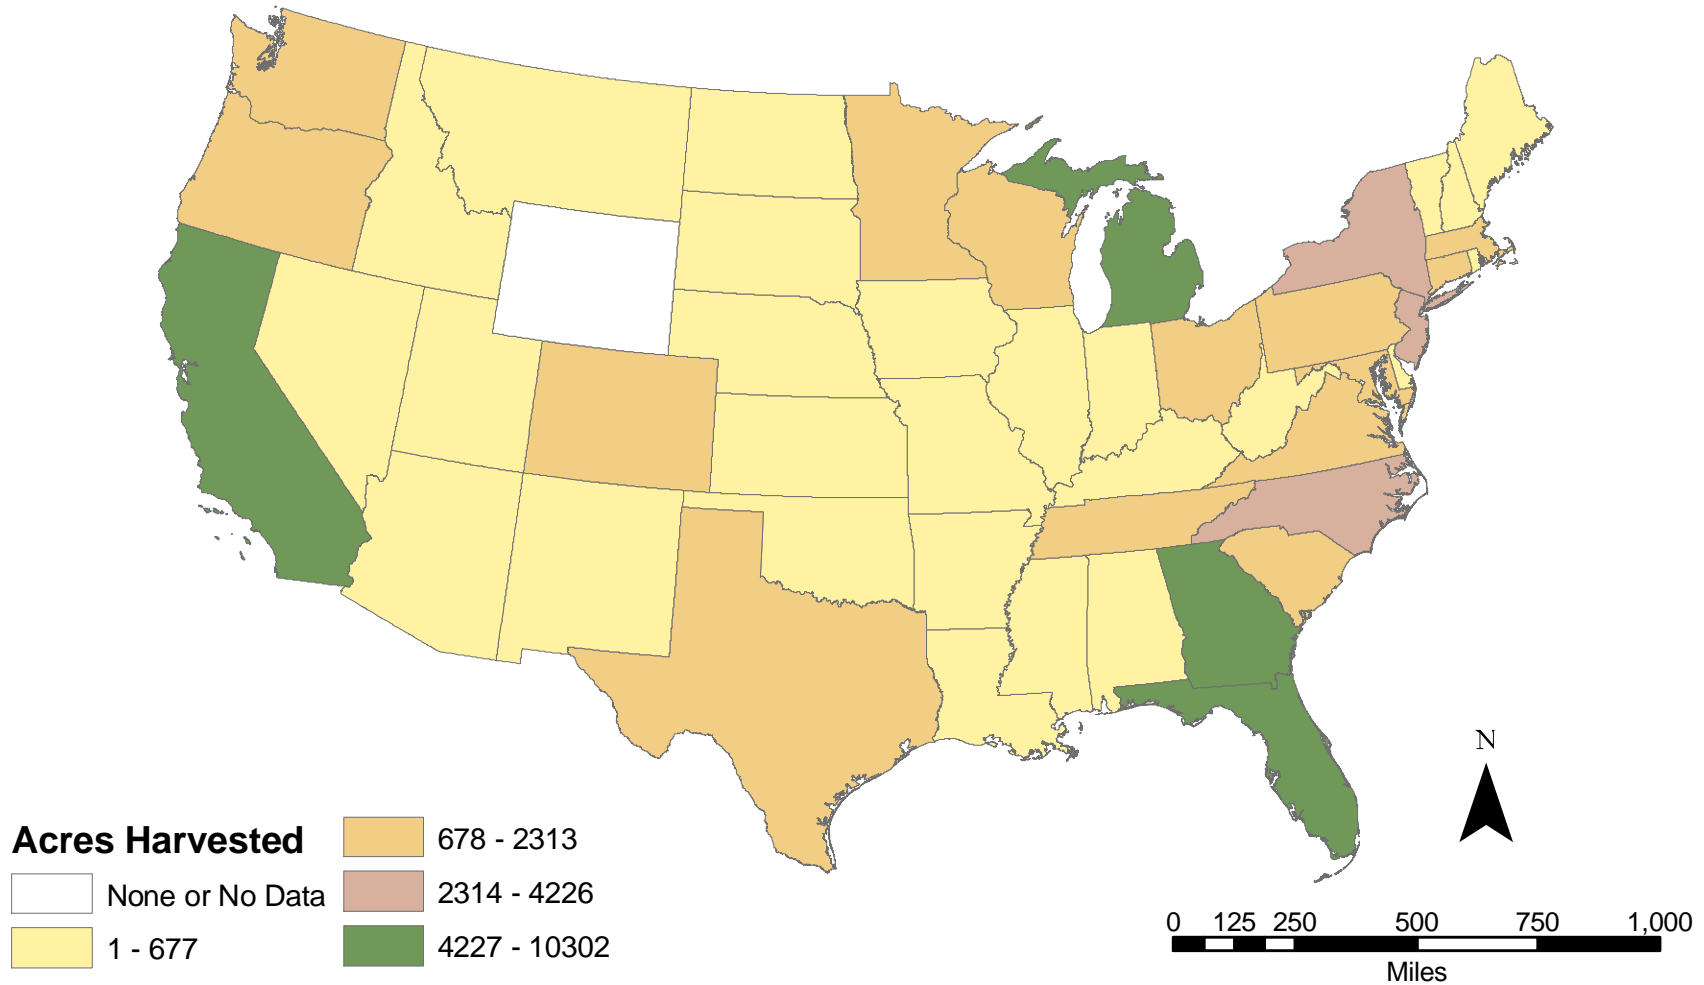 N
Acres Harvested
None or No Data
1 - 677
678 - 2313
2314 - 4226
4227 - 10302
0 125 250 500 750 1,000
Miles